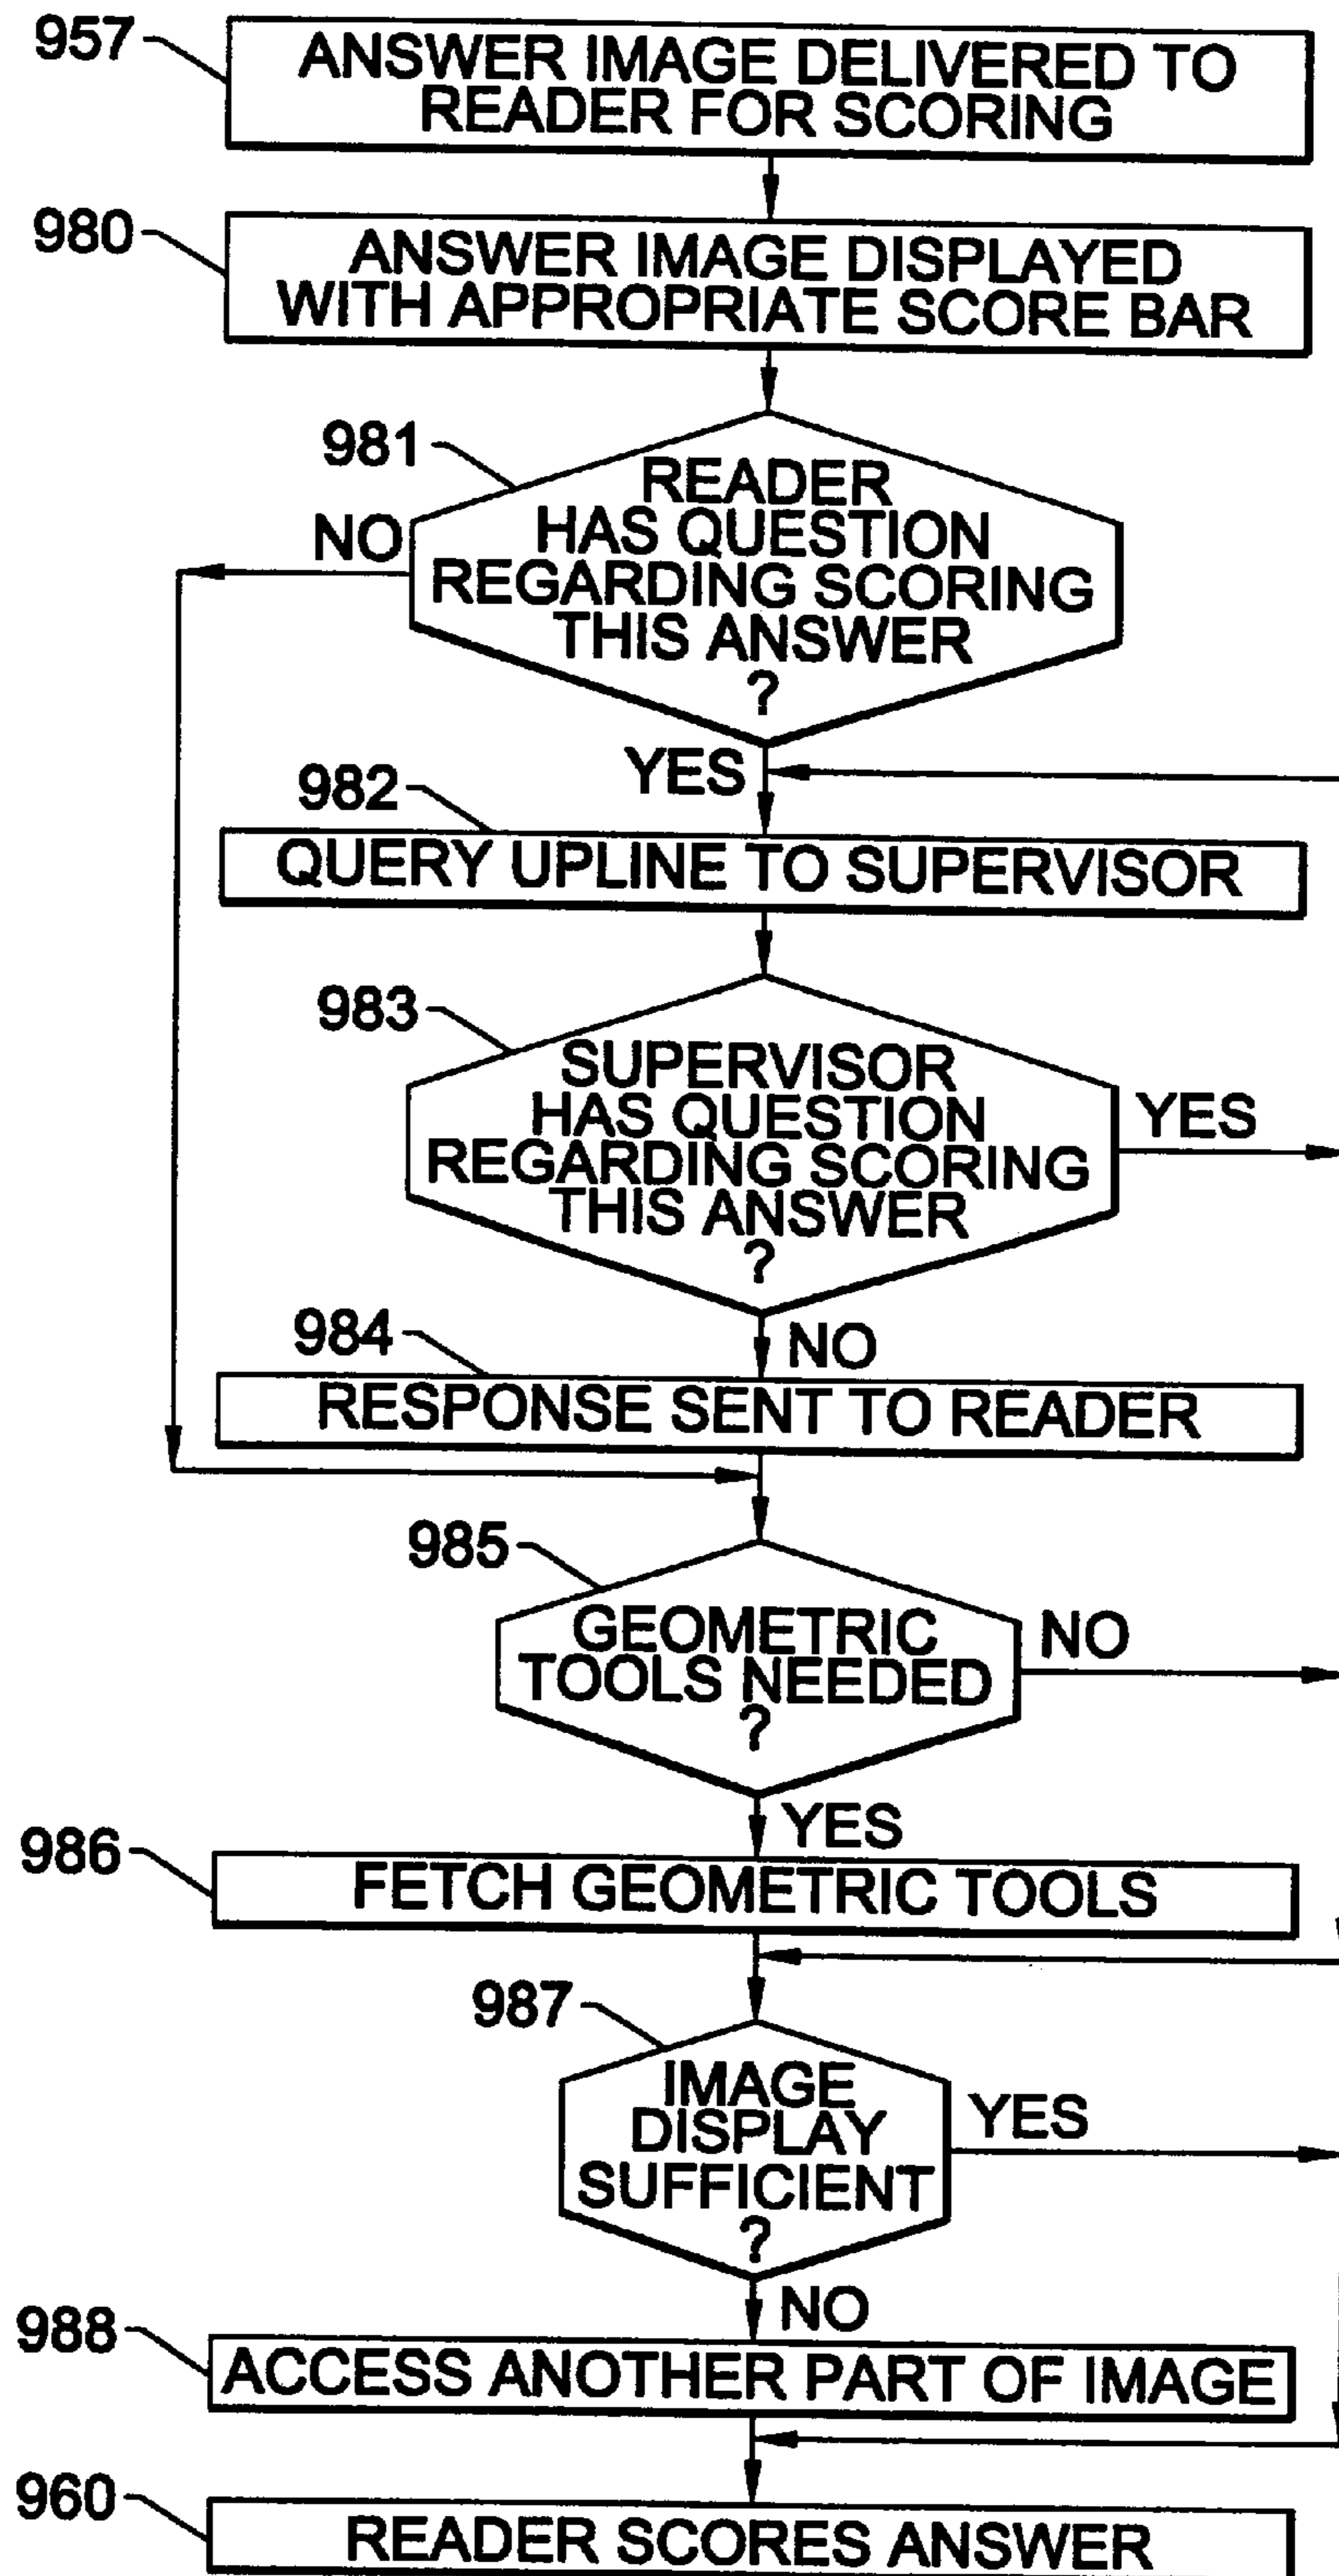 957
ANSWER IMAGE DELIVERED TO
READER FOR SCORING
980
ANSWER IMAGE DISPLAYED
WITH APPROPRIATE SCORE BAR
981
READER
HAS QUESTION
REGARDING SCORING
THIS ANSWER
?
NO
YES
982
QUERY UPLINE TO SUPERVISOR
983
SUPERVISOR
HAS QUESTION
REGARDING SCORING
THIS ANSWER
?
YES
NO
984
RESPONSE SENT TO READER
985
GEOMETRIC
TOOLS NEEDED
?
NO
YES
986
FETCH GEOMETRIC TOOLS
987
IMAGE
DISPLAY
SUFFICIENT
?
YES
NO
988
ACCESS ANOTHER PART OF IMAGE
960
READER SCORES ANSWER